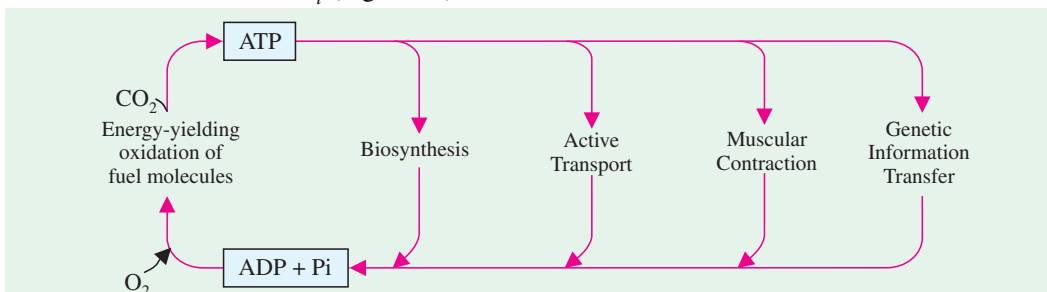 ATP
CO₂
Energy-yielding
oxidation of
fuel molecules
Biosynthesis
Active
Transport
Muscular
Contraction
Genetic
Information
Transfer
ADP + Pi
O₂